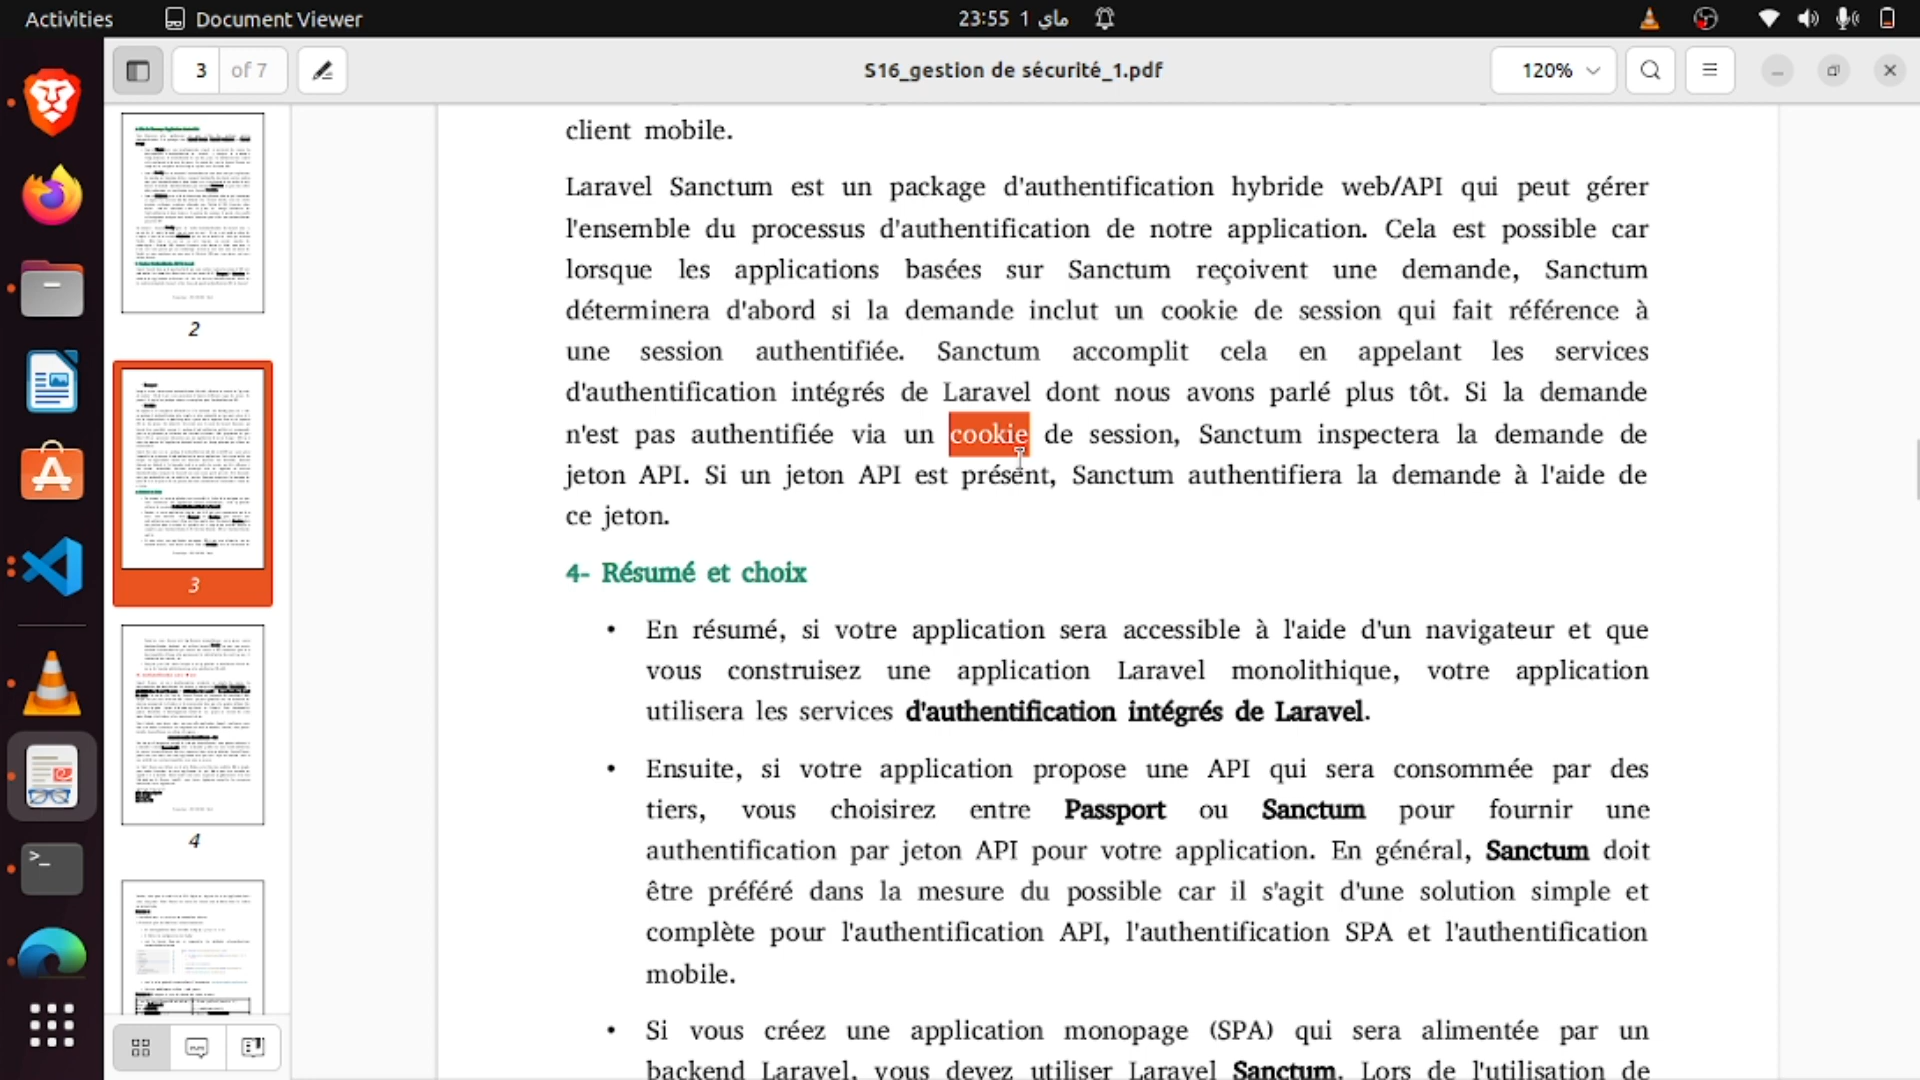 Activities
Document Viewer
23:55 1 ماي
3 of 7
S16_gestion de sécurité_1.pdf
120%
2
3
4
client mobile.
Laravel Sanctum est un package d'authentification hybride web/API qui peut gérer
l'ensemble du processus d'authentification de notre application. Cela est possible car
lorsque les applications basées sur Sanctum reçoivent une demande, Sanctum
déterminera d'abord si la demande inclut un cookie de session qui fait référence à
une session authentifiée. Sanctum accomplit cela en appelant les services
d'authentification intégrés de Laravel dont nous avons parlé plus tôt. Si la demande
n'est pas authentifiée via un cookie de session, Sanctum inspectera la demande de
jeton API. Si un jeton API est présent, Sanctum authentifiera la demande à l'aide de
ce jeton.
4- Résumé et choix
• En résumé, si votre application sera accessible à l'aide d'un navigateur et que
vous construisez une application Laravel monolithique, votre application
utilisera les services d'authentification intégrés de Laravel.
• Ensuite, si votre application propose une API qui sera consommée par des
tiers, vous choisirez entre Passport ou Sanctum pour fournir une
authentification par jeton API pour votre application. En général, Sanctum doit
être préféré dans la mesure du possible car il s'agit d'une solution simple et
complète pour l'authentification API, l'authentification SPA et l'authentification
mobile.
• Si vous créez une application monopage (SPA) qui sera alimentée par un
backend Laravel, vous devez utiliser Laravel Sanctum. Lors de l'utilisation de